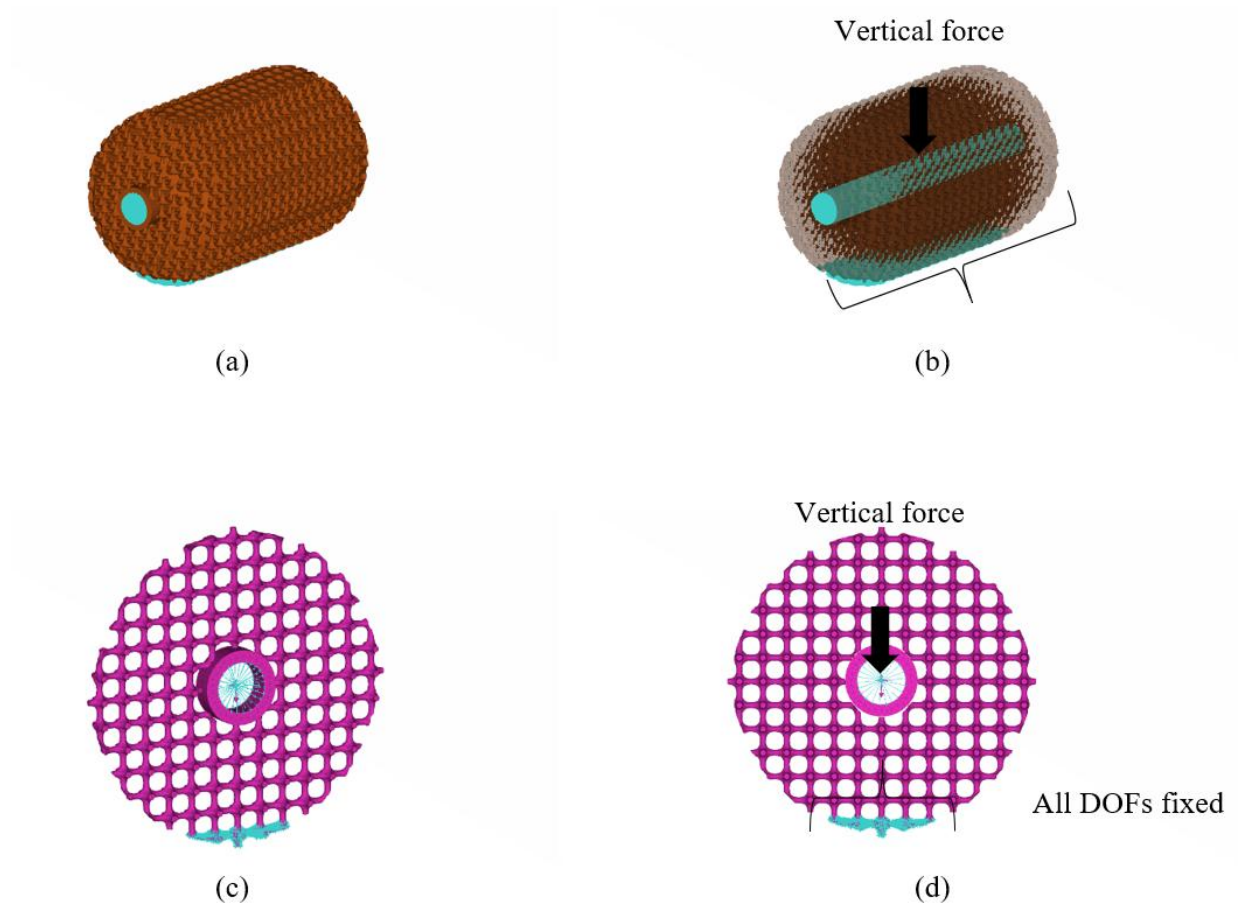 Vertical force
(a)
(b)
Vertical force
All DOFs fixed
(c)
(d)